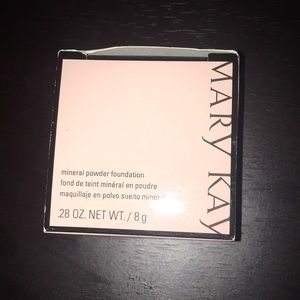 MARY KAY
mineral powder foundation
fond de teint minéral en poudre
maquillaje en polvo suelto mineral
.28 OZ. NET WT. / 8 g